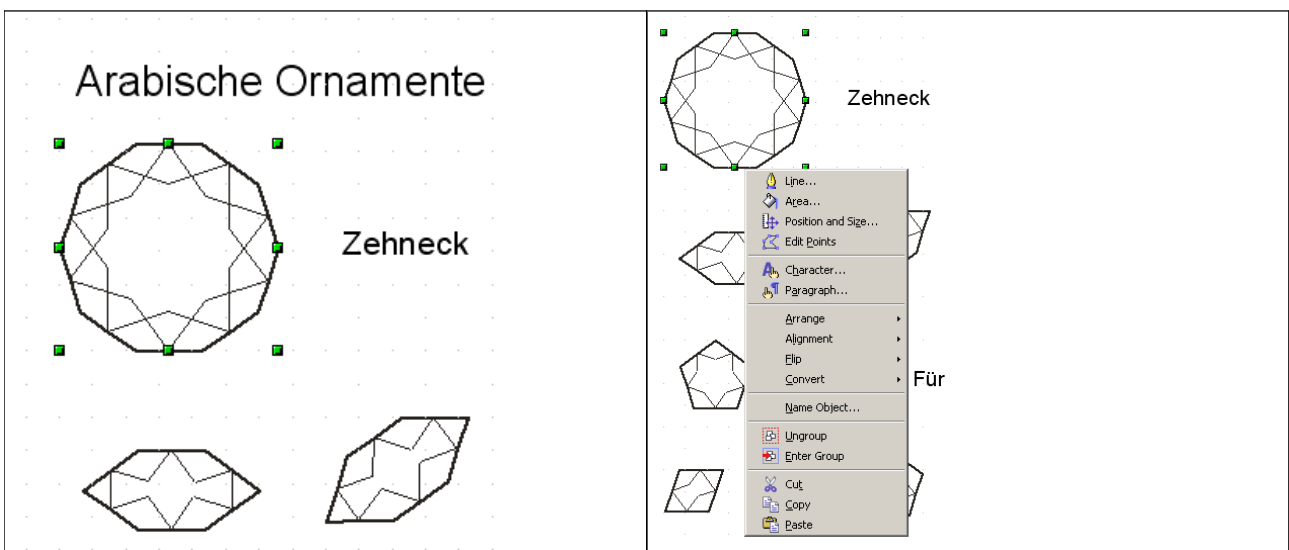 Arabische Ornamente
Zehneck
Zehneck
Line...
Area...
Position and Size...
Edit Points
Character...
Paragraph...
Arrange
Alignment
Flip
Convert
Für
Name Object...
Ungroup
Enter Group
Cut
Copy
Paste